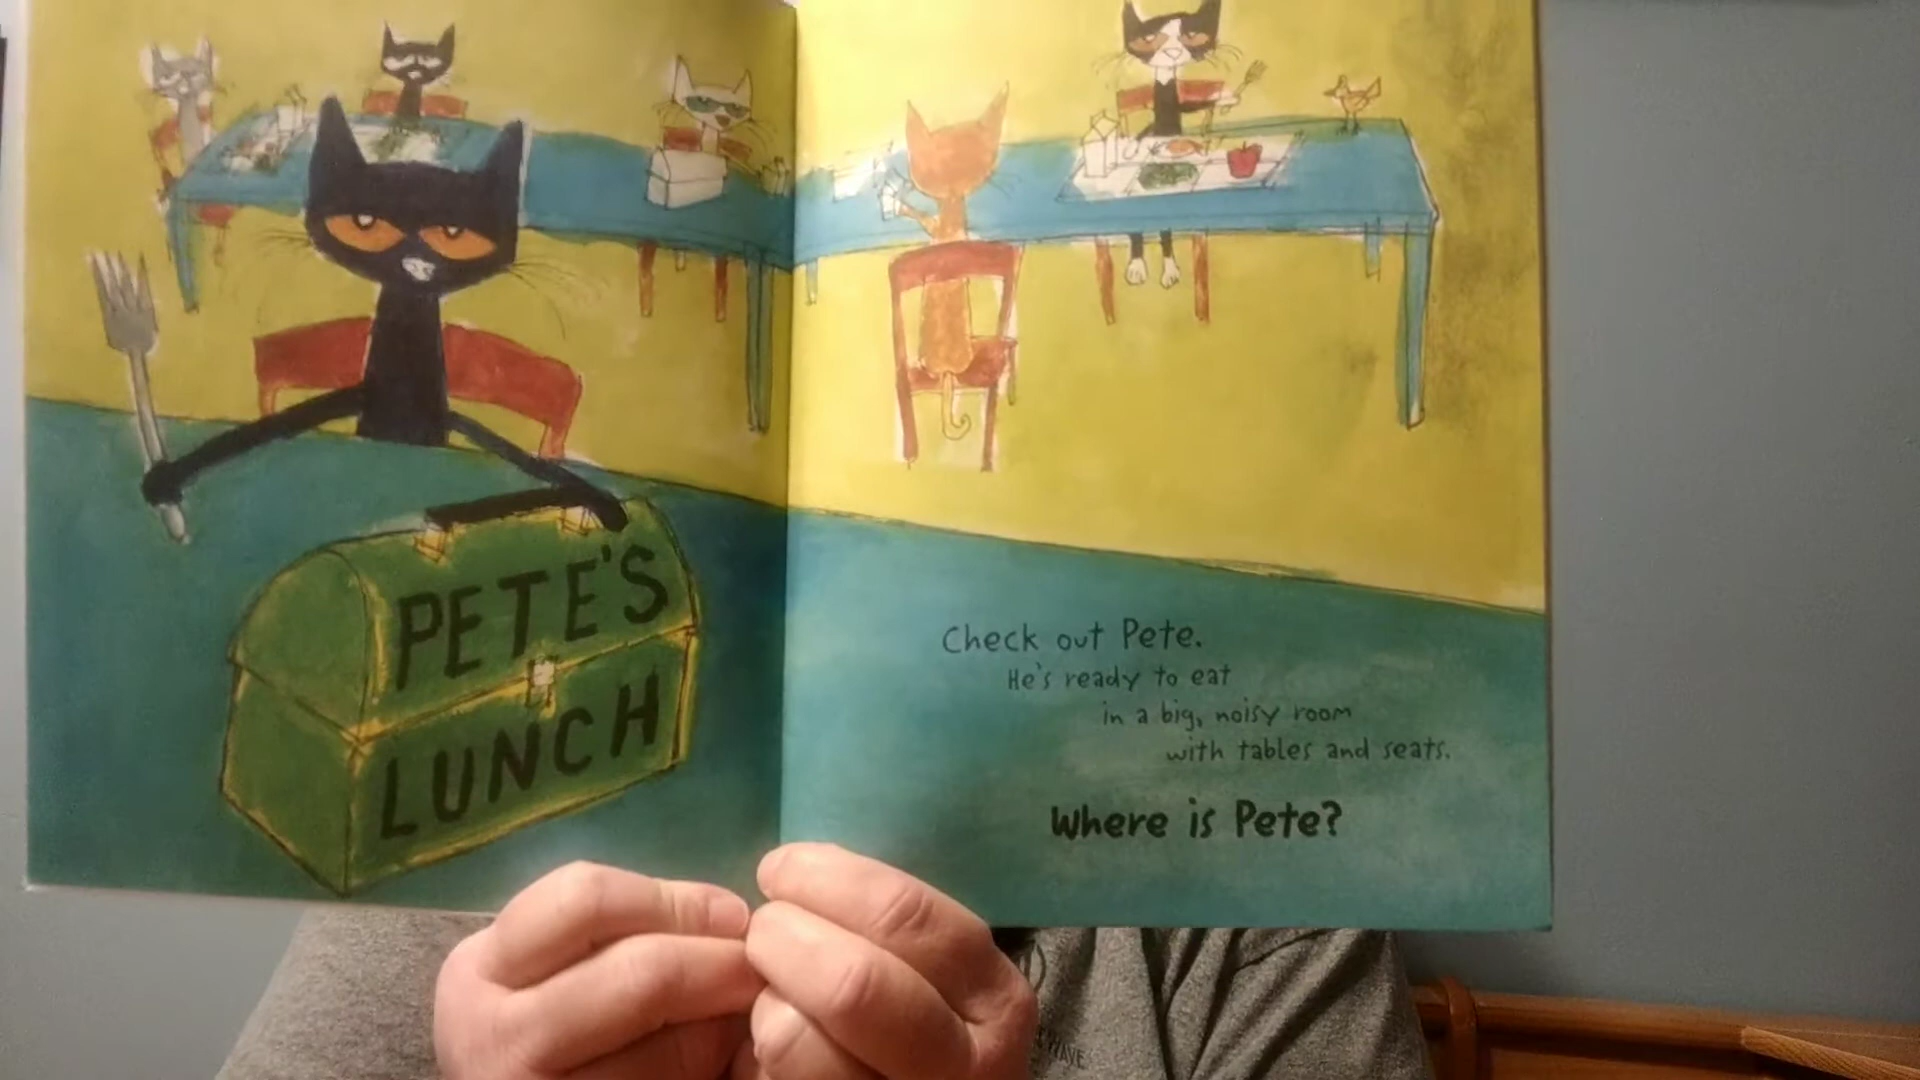 PETE'S
LUNCH
Check out Pete.
He's ready to eat
in a big, noisy room
with tables and seats.
Where is Pete?
WAVE